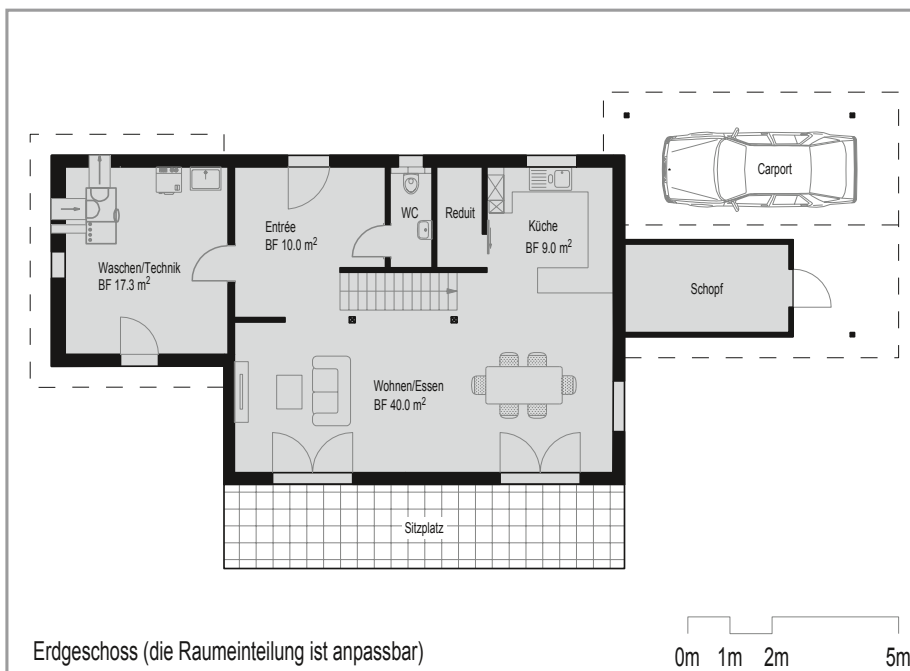 Carport
WC
Reduit
Entrée
BF 10.0 m²
Küche
BF 9.0 m²
Waschen/Technik
BF 17.3 m²
Schopf
Wohnen/Essen
BF 40.0 m²
Sitzplatz
Erdgeschoss (die Raumeinteilung ist anpassbar)
0m 1m 2m 5m